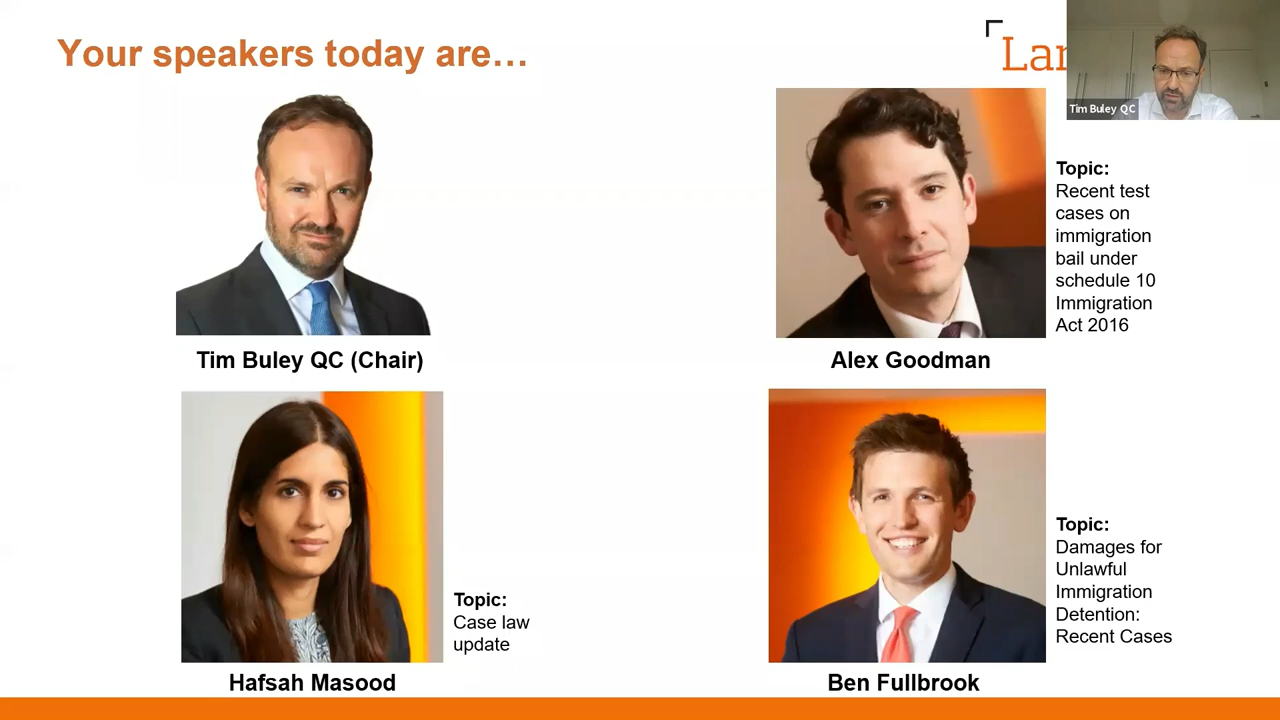 Your speakers today are…
Lan
Tim Buley QC
Topic:
Recent test
cases on
immigration
bail under
schedule 10
Immigration
Act 2016
Tim Buley QC (Chair)
Alex Goodman
Topic:
Case law
update
Topic:
Damages for
Unlawful
Immigration
Detention:
Recent Cases
Hafsah Masood
Ben Fullbrook